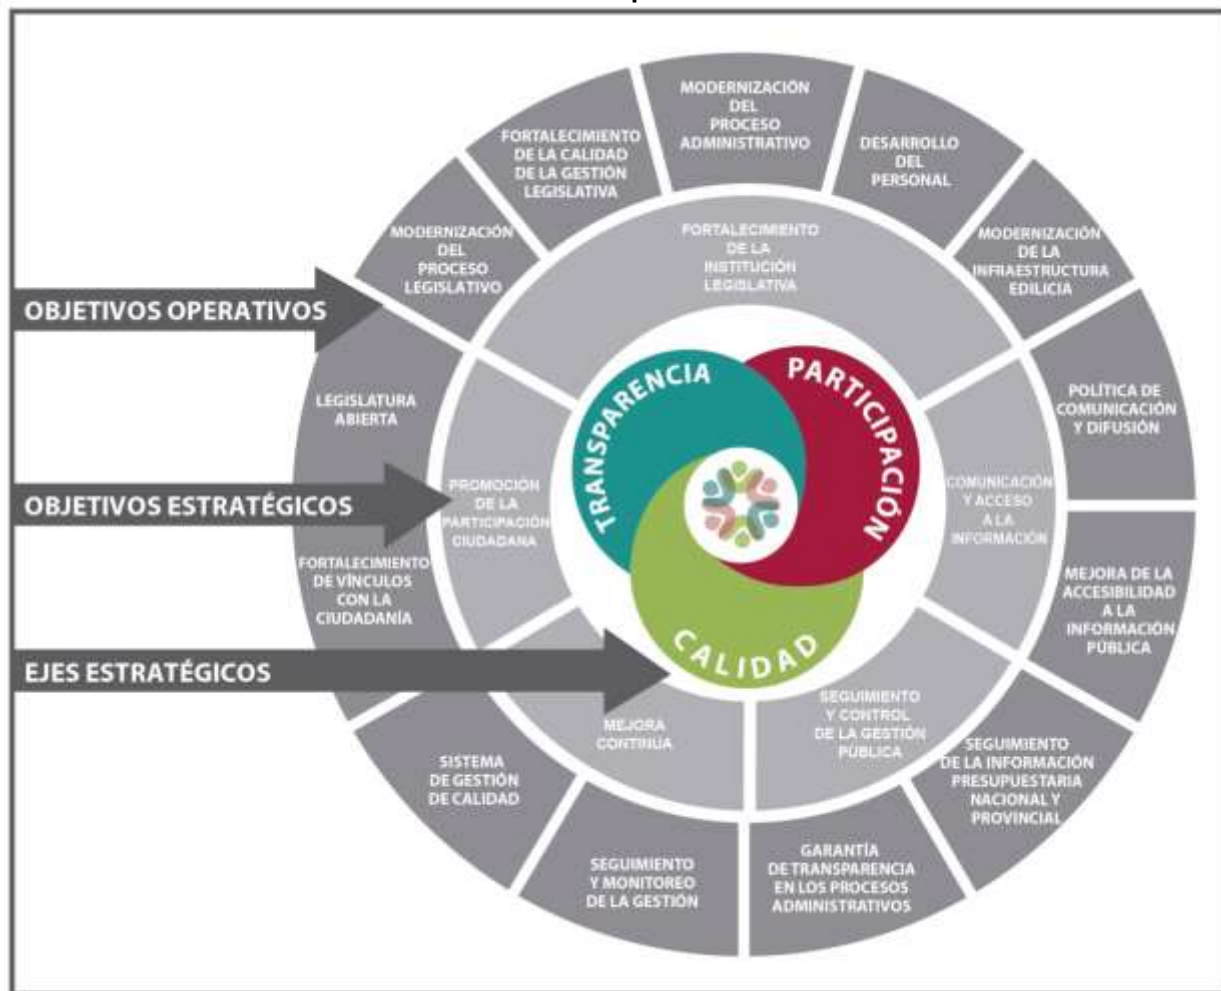 MODERNIZACIÓN
DEL
PROCESO
ADMINISTRATIVO
FORTALECIMIENTO
DE LA CALIDAD
DE LA GESTIÓN
LEGISLATIVA
DESARROLLO
DEL
PERSONAL
MODERNIZACIÓN
DEL
PROCESO
LEGISLATIVO
MODERNIZACIÓN
DE LA
INFRAESTRUCTURA
EDILICIA
FORTALECIMIENTO
DE LA
INSTITUCIÓN
LEGISLATIVA
OBJETIVOS OPERATIVOS
LEGISLATURA
ABIERTA
TRANSPARENCIA
PARTICIPACIÓN
POLÍTICA DE
COMUNICACIÓN
Y DIFUSIÓN
OBJETIVOS ESTRATÉGICOS
PROMOCIÓN
DE LA
PARTICIPACIÓN
CIUDADANA
COMUNICACIÓN
Y ACCESO
A LA
INFORMACIÓN
FORTALECIMIENTO
DE VÍNCULOS
CON LA
CIUDADANÍA
MEJORA DE LA
ACCESIBILIDAD
A LA
INFORMACIÓN
PÚBLICA
EJES ESTRATÉGICOS
CALIDAD
MEJORA
CONTINUA
SEGUIMIENTO
Y CONTROL
DE LA GESTIÓN
PÚBLICA
SISTEMA
DE GESTIÓN
DE CALIDAD
SEGUIMIENTO
DE LA INFORMACIÓN
PRESUPUESTARIA
NACIONAL Y
PROVINCIAL
SEGUIMIENTO
Y MONITOREO
DE LA GESTIÓN
GARANTÍA
DE TRANSPARENCIA
EN LOS PROCESOS
ADMINISTRATIVOS